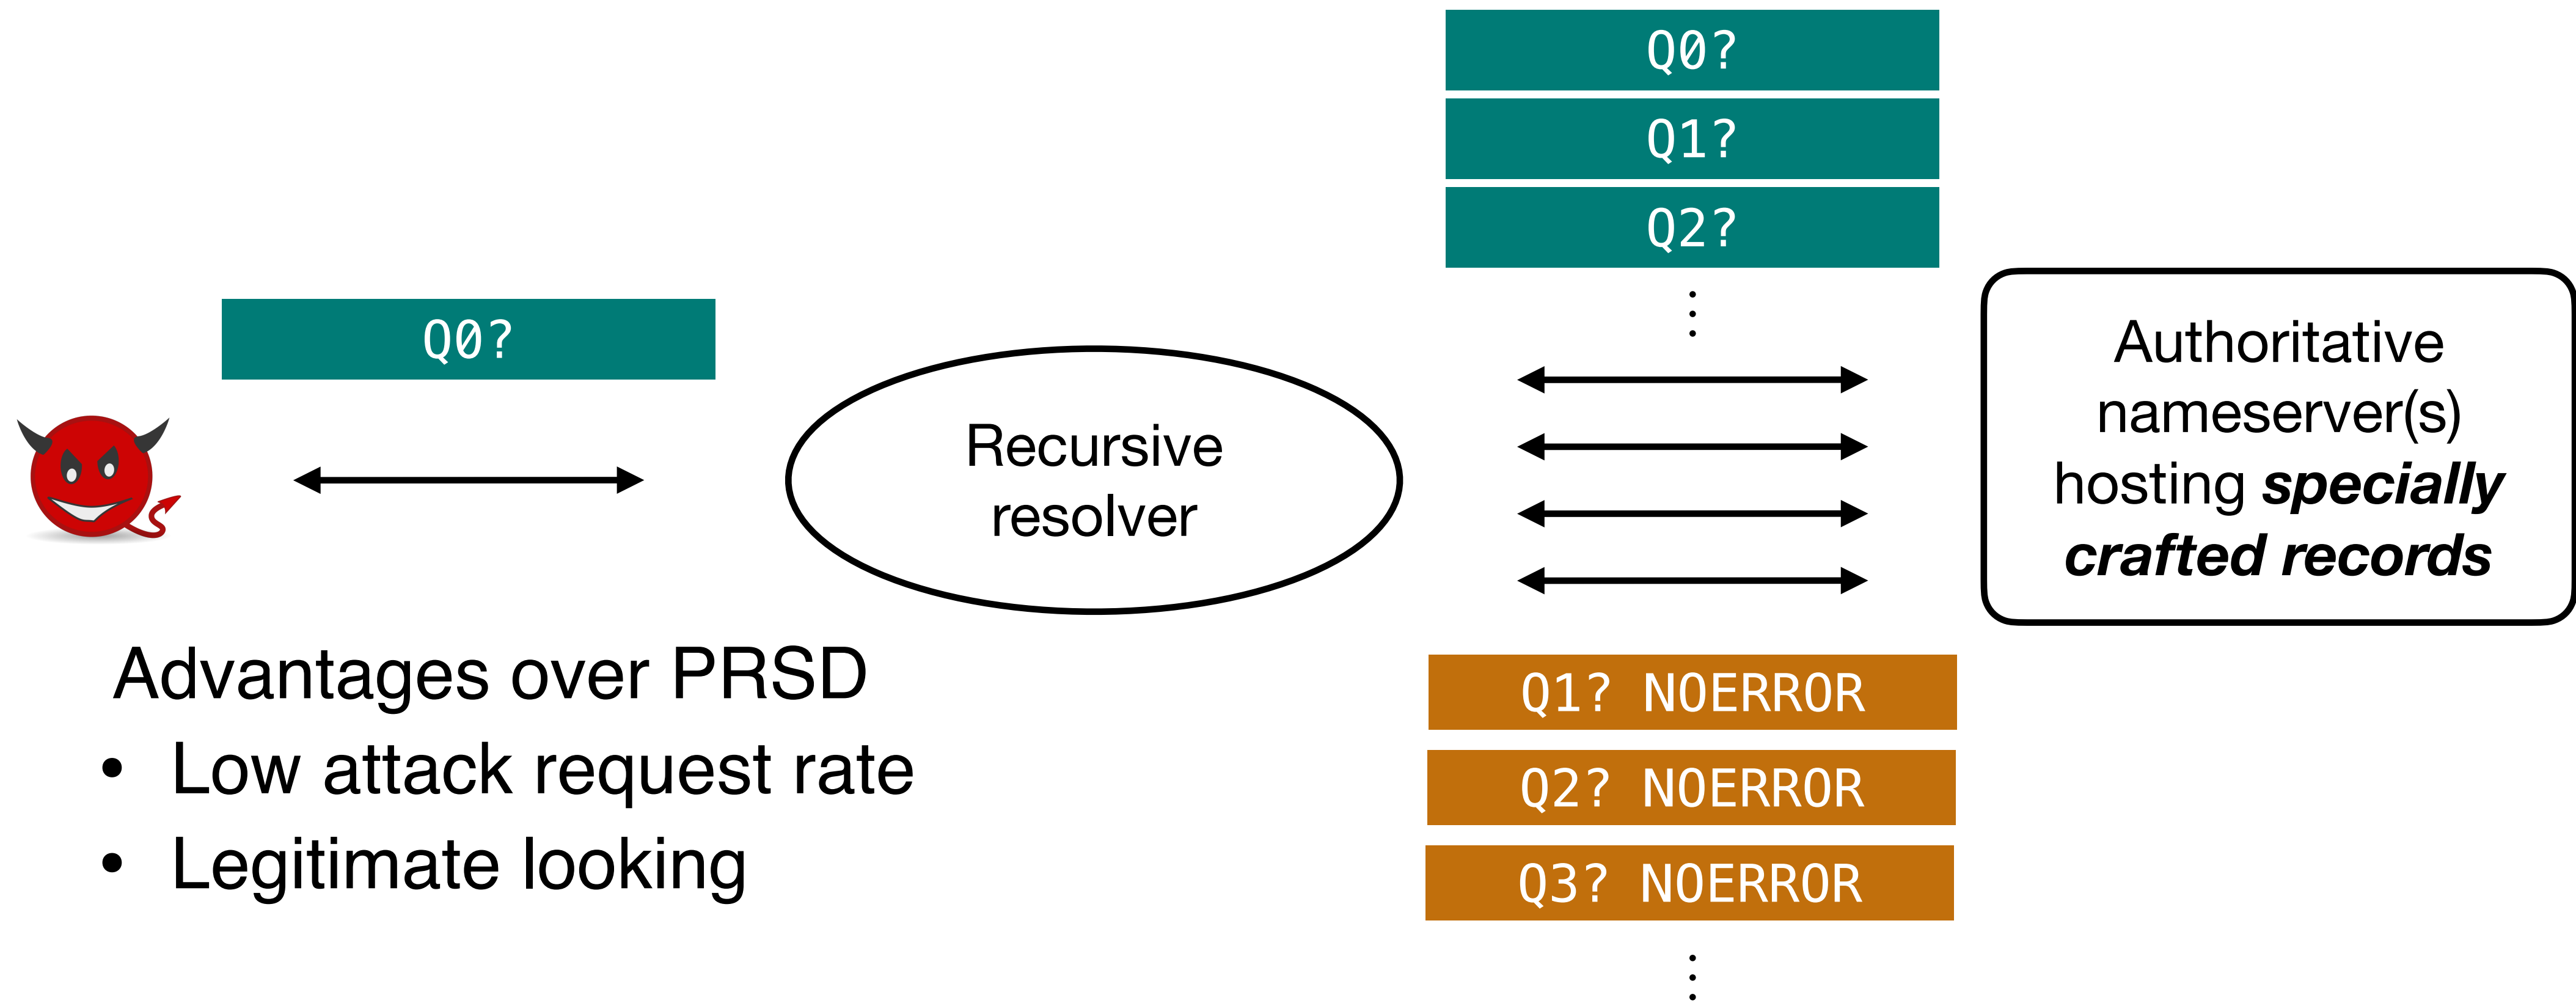 Q0?
Q1?
Q2?
Q0?
Recursive
resolver
Authoritative
nameserver(s)
hosting specially
crafted records
Advantages over PRSD
• Low attack request rate
• Legitimate looking
Q1? NOERROR
Q2? NOERROR
Q3? NOERROR